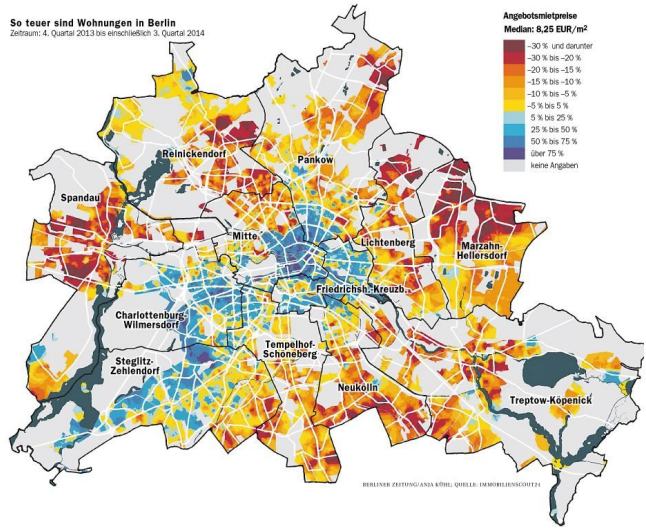 So teuer sind Wohnungen in Berlin
Zeitraum: 4. Quartal 2013 bis einschließlich 3. Quartal 2014
Angebotsmietpreise
Median: 8,25 EUR/m²
–30 % und darunter
–30 % bis –20 %
–20 % bis –15 %
–15 % bis –10 %
–10 % bis –5 %
–5 % bis 5 %
5 % bis 25 %
25 % bis 50 %
50 % bis 75 %
über 75 %
keine Angaben
Reinickendorf
Pankow
Spandau
Mitte
Lichtenberg
Marzahn-
Hellersdorf
Friedrichsh.-Kreuzb.
Charlottenburg-
Wilmersdorf
Tempelhof-
Schöneberg
Steglitz-
Zehlendorf
Neukölln
Treptow-Köpenick
BERLINER ZEITUNG/ANJA KÜHL; QUELLE: IMMOBILIENSCOUT24